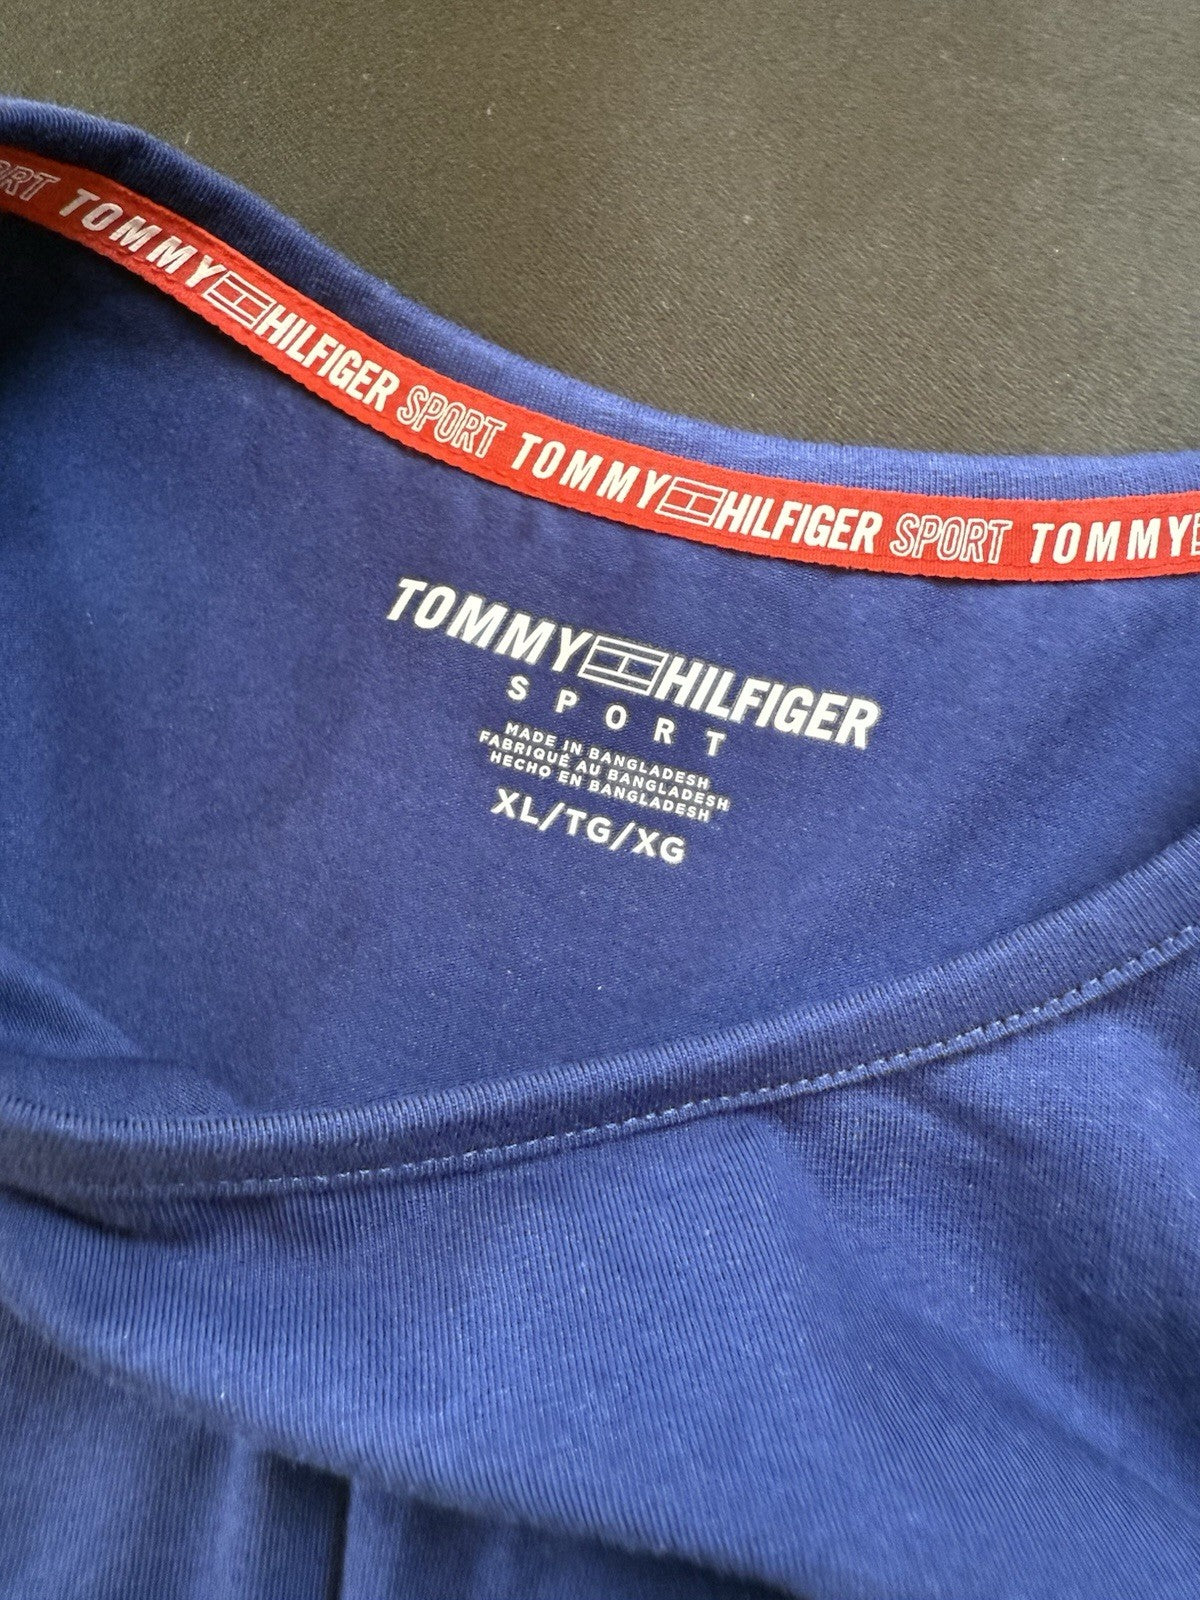 ORT TOMMY HILFIGER SPORT TOMMY HILFIGER SPORT TOMMY
TOMMY HILFIGER
SPORT
MADE IN BANGLADESH
FABRIQUÉ AU BANGLADESH
HECHO EN BANGLADESH
XL/TG/XG